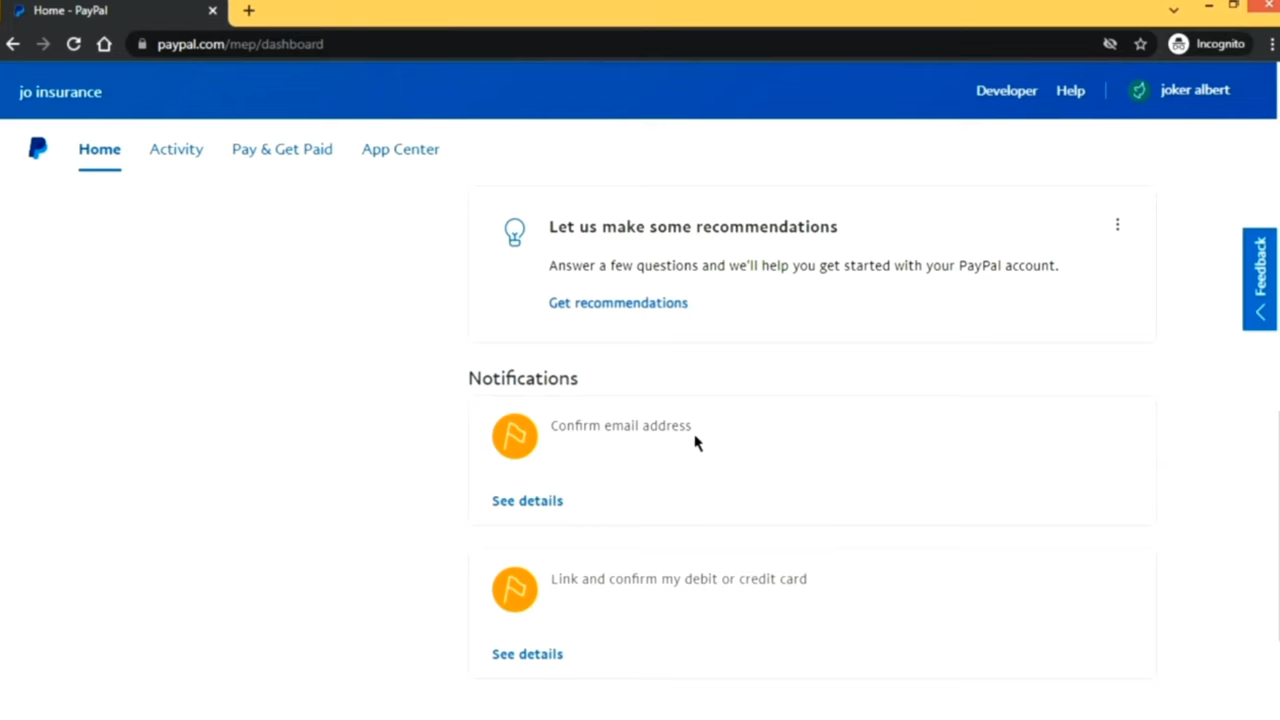 Home - PayPal
paypal.com/mep/dashboard
Incognito
jo insurance
Developer Help joker albert
Home Activity Pay & Get Paid App Center
Let us make some recommendations
Answer a few questions and we'll help you get started with your PayPal account.
Get recommendations
Feedback
Notifications
Confirm email address
See details
Link and confirm my debit or credit card
See details